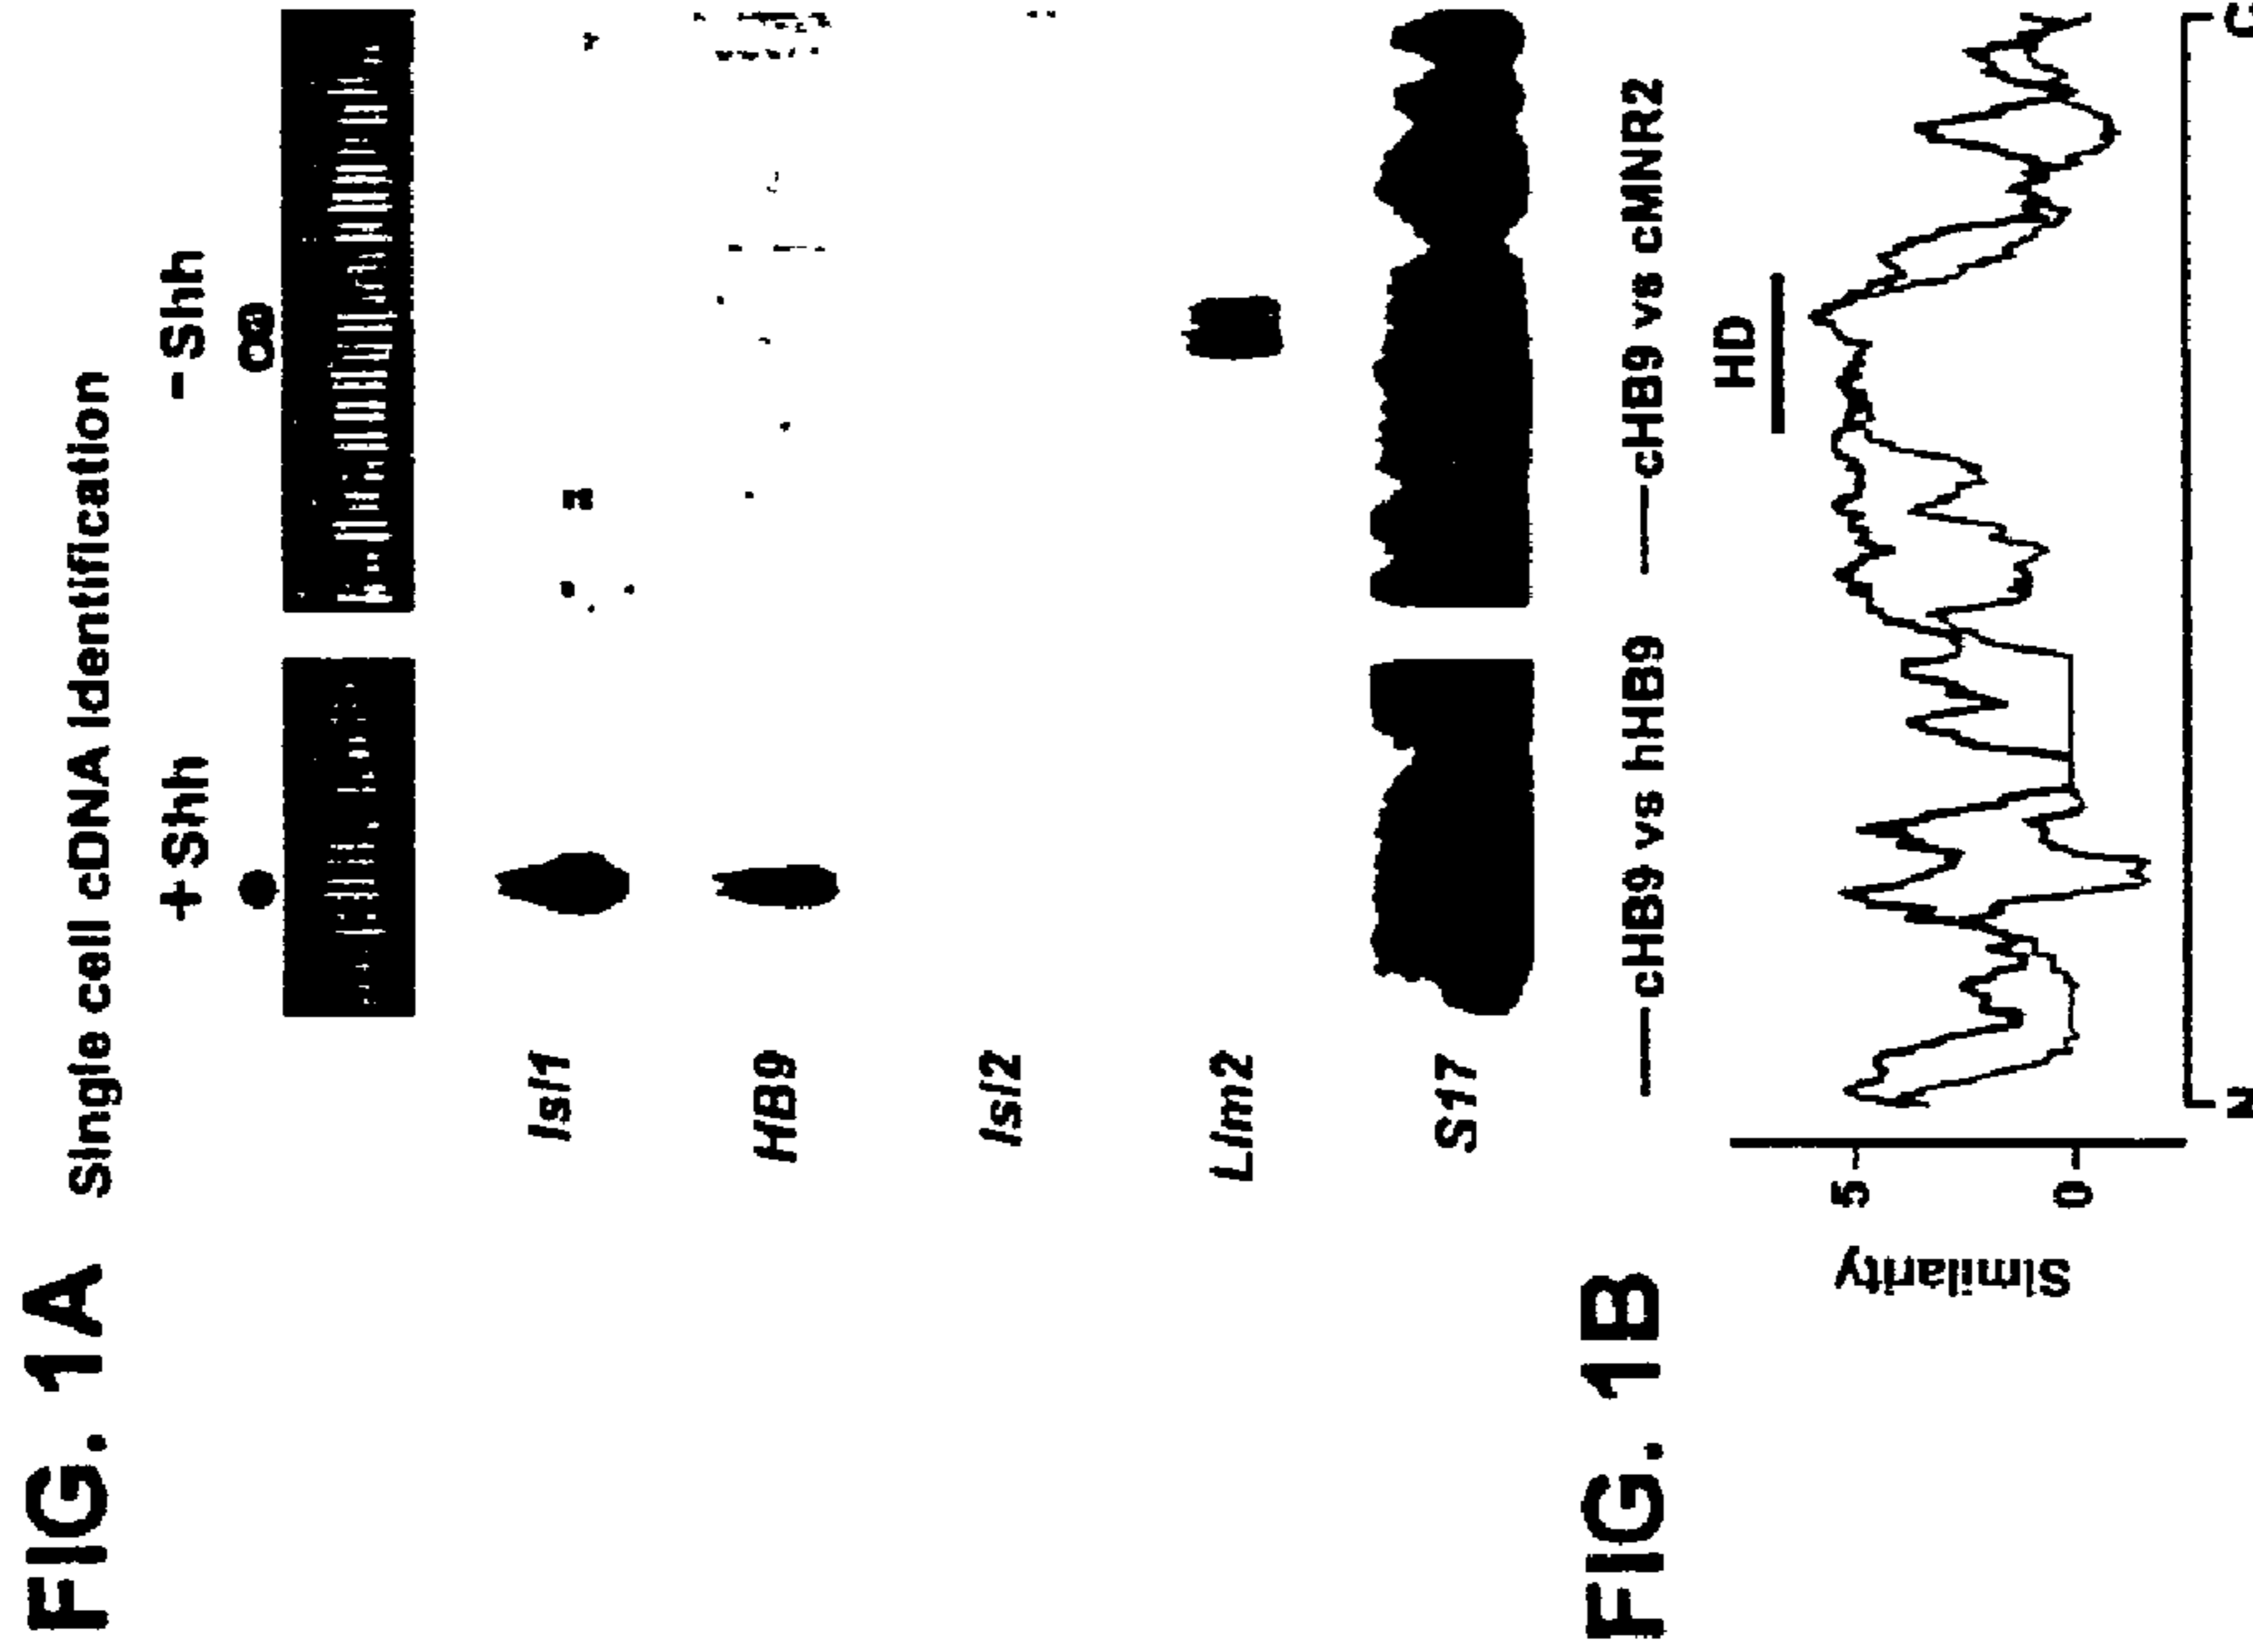 FIG. 1A
Single cell cDNA identification
+Shh
-Shh
Isl1
HB9
Isl2
Lim2
S17
FIG. 1B
—cHB9 vs hHB9
—cHB9 vs cMNR2
HD
Similarity
5
0
N
C